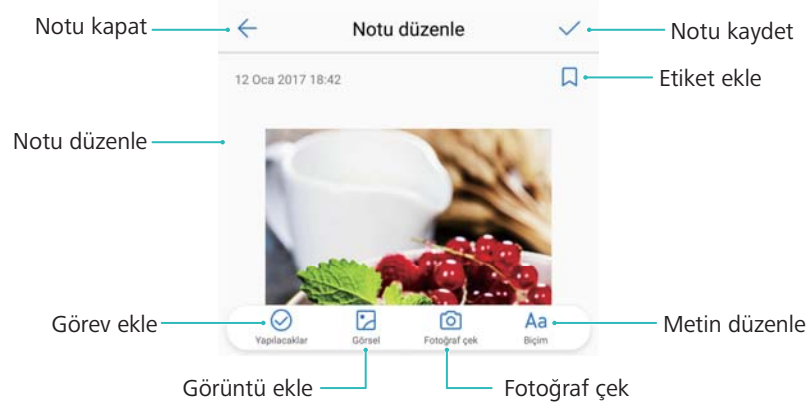 Notu kapat
Notu düzenle
Notu kaydet
12 Oca 2017 18:42
Etiket ekle
Notu düzenle
Görev ekle
Yapılacaklar
Görsel
Fotoğraf çek
Aa
Biçim
Metin düzenle
Görüntü ekle
Fotoğraf çek